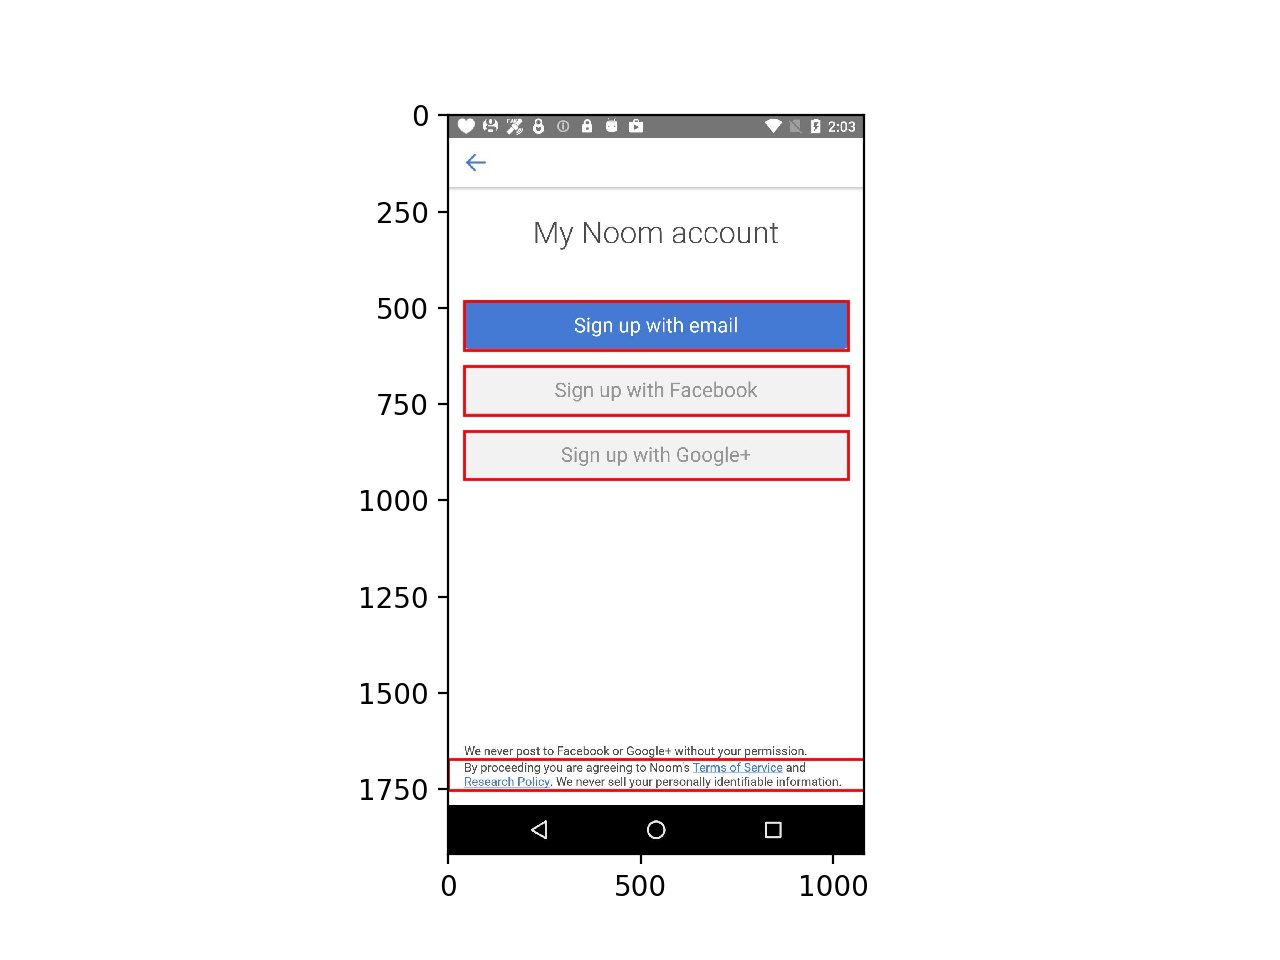 2:03
My Noom account
Sign up with email
Sign up with Facebook
Sign up with Google+
We never post to Facebook or Google+ without your permission.
By proceeding you are agreeing to Noom's Terms of Service and
Research Policy. We never sell your personally identifiable information.
0
250
500
750
1000
1250
1500
1750
0 500 1000